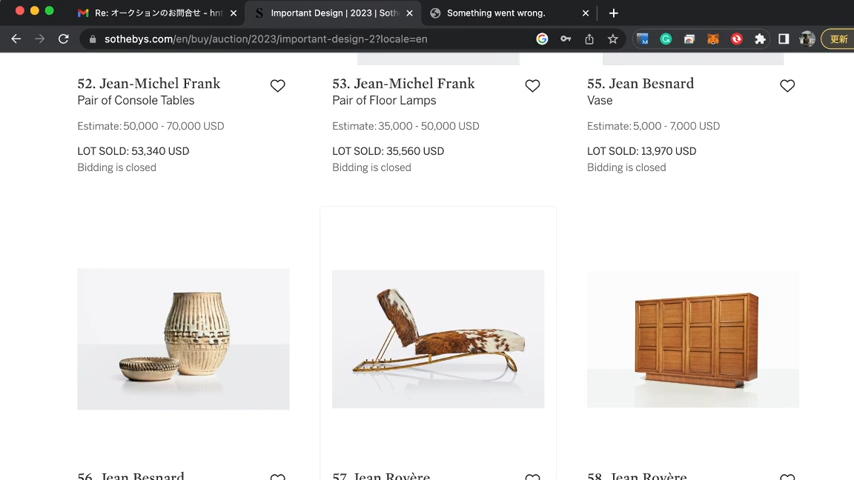 Re: オークションのお問合せ - hnt
S Important Design | 2023 | Soth
Something went wrong.
sothebys.com/en/buy/auction/2023/important-design-2?locale=en
更新
52. Jean-Michel Frank
Pair of Console Tables
Estimate: 50,000 - 70,000 USD
LOT SOLD: 53,340 USD
Bidding is closed
53. Jean-Michel Frank
Pair of Floor Lamps
Estimate: 35,000 - 50,000 USD
LOT SOLD: 35,560 USD
Bidding is closed
55. Jean Besnard
Vase
Estimate: 5,000 - 7,000 USD
LOT SOLD: 13,970 USD
Bidding is closed
56. Jean Besnard
57. Jean Royère
58. Jean Royère